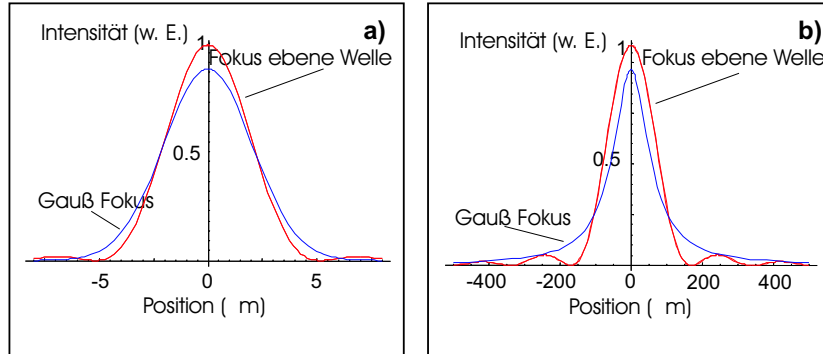 Intensität (w. E.)
a)
1
Fokus ebene Welle
0.5
Gauß Fokus
-5
0
5
Position ( m)
Intensität (w. E.)
b)
1
Fokus ebene Welle
0.5
Gauß Fokus
-400
-200
0
200
400
Position ( m)